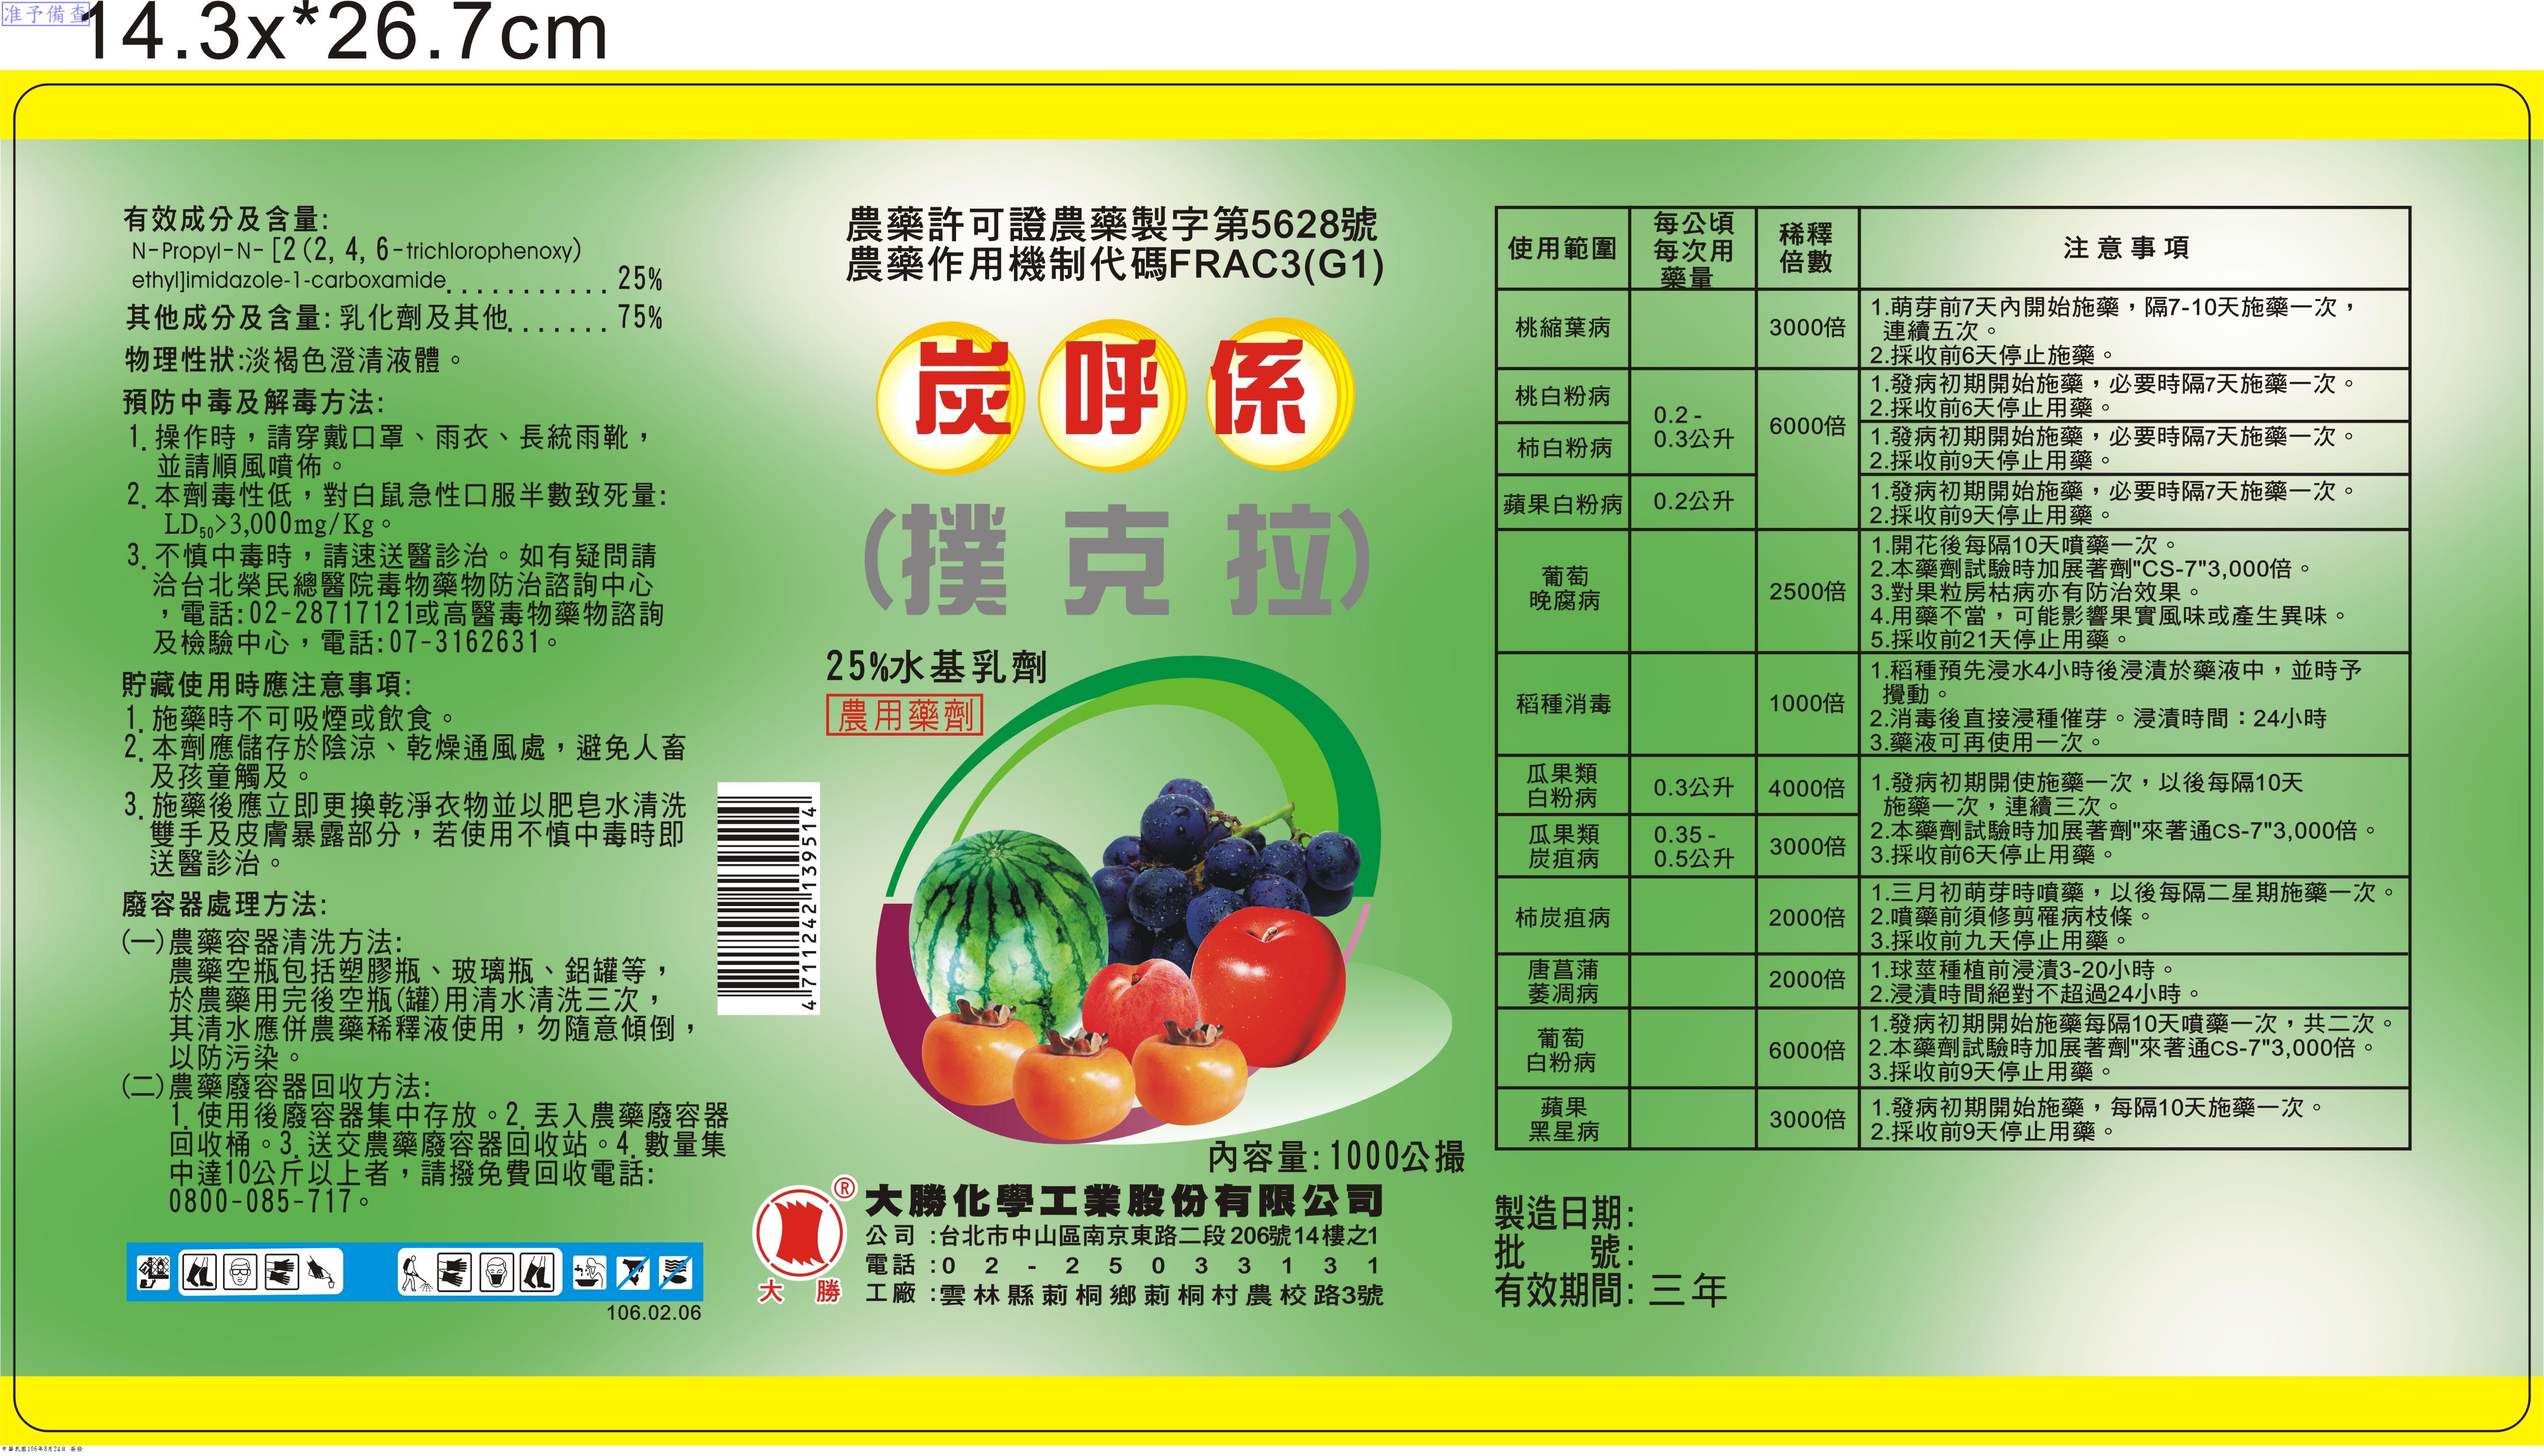 准予備查
14.3x*26.7cm
有效成分及含量:
N-Propyl-N-[2(2,4,6-trichlorophenoxy)
ethyl]imidazole-1-carboxamide...........25%
其他成分及含量:乳化劑及其他.......75%
物理性狀:淡褐色澄清液體。
預防中毒及解毒方法:
1.操作時，請穿戴口罩、雨衣、長統雨靴，
並請順風噴佈。
2.本劑毒性低，對白鼠急性口服半數致死量:
LD50>3,000mg/Kg。
3.不慎中毒時，請速送醫診治。如有疑問請
洽台北榮民總醫院毒物藥物防治諮詢中心
，電話:02-28717121或高醫毒物藥物諮詢
及檢驗中心，電話:07-3162631。
貯藏使用時應注意事項:
1.施藥時不可吸煙或飲食。
2.本劑應儲存於陰涼、乾燥通風處，避免人畜
及孩童觸及。
3.施藥後應立即更換乾淨衣物並以肥皂水清洗
雙手及皮膚暴露部分，若使用不慎中毒時即
送醫診治。
廢容器處理方法:
(一)農藥容器清洗方法:
農藥空瓶包括塑膠瓶、玻璃瓶、鋁罐等，
於農藥用完後空瓶(罐)用清水清洗三次，
其清水應併農藥稀釋液使用，勿隨意傾倒，
以防污染。
(二)農藥廢容器回收方法:
1.使用後廢容器集中存放。2.丟入農藥廢容器
回收桶。3.送交農藥廢容器回收站。4.數量集
中達10公斤以上者，請撥免費回收電話:
0800-085-717。
106.02.06
農藥許可證農藥製字第5628號
農藥作用機制代碼FRAC3(G1)
炭呼係
(撲克拉)
25%水基乳劑
農用藥劑
4711242139514
內容量:1000公撮
®
大勝
大勝化學工業股份有限公司
公司:台北市中山區南京東路二段206號14樓之1
電話:02-25033131
工廠:雲林縣莿桐鄉莿桐村農校路3號
使用範圍 每公頃每次用藥量 稀釋倍數 注意事項
桃縮葉病 3000倍
1.萌芽前7天內開始施藥，隔7-10天施藥一次，
連續五次。
2.採收前6天停止施藥。
桃白粉病 0.2-0.3公升 6000倍
1.發病初期開始施藥，必要時隔7天施藥一次。
2.採收前6天停止用藥。
柿白粉病
1.發病初期開始施藥，必要時隔7天施藥一次。
2.採收前9天停止用藥。
蘋果白粉病 0.2公升
1.發病初期開始施藥，必要時隔7天施藥一次。
2.採收前9天停止用藥。
葡萄晚腐病 2500倍
1.開花後每隔10天噴藥一次。
2.本藥劑試驗時加展著劑"CS-7"3,000倍。
3.對果粒房枯病亦有防治效果。
4.用藥不當，可能影響果實風味或產生異味。
5.採收前21天停止用藥。
稻種消毒 1000倍
1.稻種預先浸水4小時後浸漬於藥液中，並時予
攪動。
2.消毒後直接浸種催芽。浸漬時間：24小時
3.藥液可再使用一次。
瓜果類白粉病 0.3公升 4000倍
瓜果類炭疽病 0.35-0.5公升 3000倍
1.發病初期開使施藥一次，以後每隔10天
施藥一次，連續三次。
2.本藥劑試驗時加展著劑"來著通CS-7"3,000倍。
3.採收前6天停止用藥。
柿炭疽病 2000倍
1.三月初萌芽時噴藥，以後每隔二星期施藥一次。
2.噴藥前須修剪罹病枝條。
3.採收前九天停止用藥。
唐菖蒲萎凋病 2000倍
1.球莖種植前浸漬3-20小時。
2.浸漬時間絕對不超過24小時。
葡萄白粉病 6000倍
1.發病初期開始施藥每隔10天噴藥一次，共二次。
2.本藥劑試驗時加展著劑"來著通CS-7"3,000倍。
3.採收前9天停止用藥。
蘋果黑星病 3000倍
1.發病初期開始施藥，每隔10天施藥一次。
2.採收前9天停止用藥。
製造日期:
批號:
有效期間:三年
中華民國106年8月24日